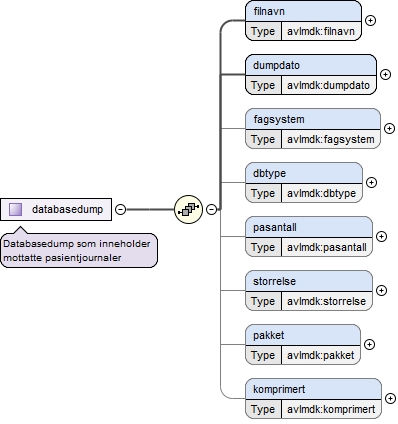 filnavn
Type avlmdk:filnavn
dumpdato
Type avlmdk:dumpdato
fagsystem
Type avlmdk:fagsystem
dbtype
Type avlmdk:dbtype
databasedump
Databasedump som inneholder
mottatte pasientjournaler
pasantall
Type avlmdk:pasantall
storrelse
Type avlmdk:storrelse
pakket
Type avlmdk:pakket
komprimert
Type avlmdk:komprimert